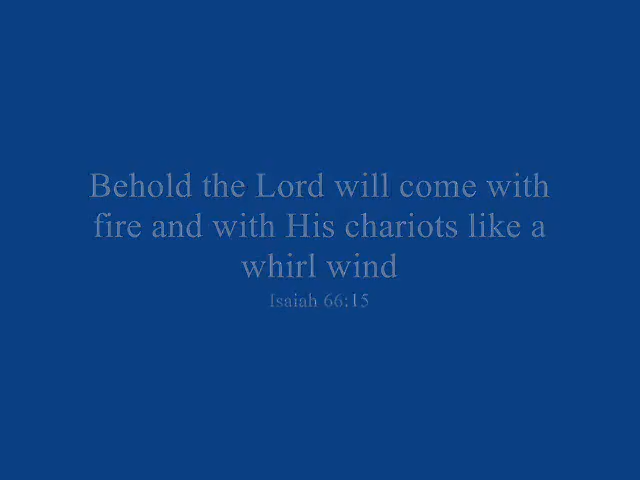 Behold the Lord will come with
fire and with His chariots like a
whirl wind
Isaiah 66:15